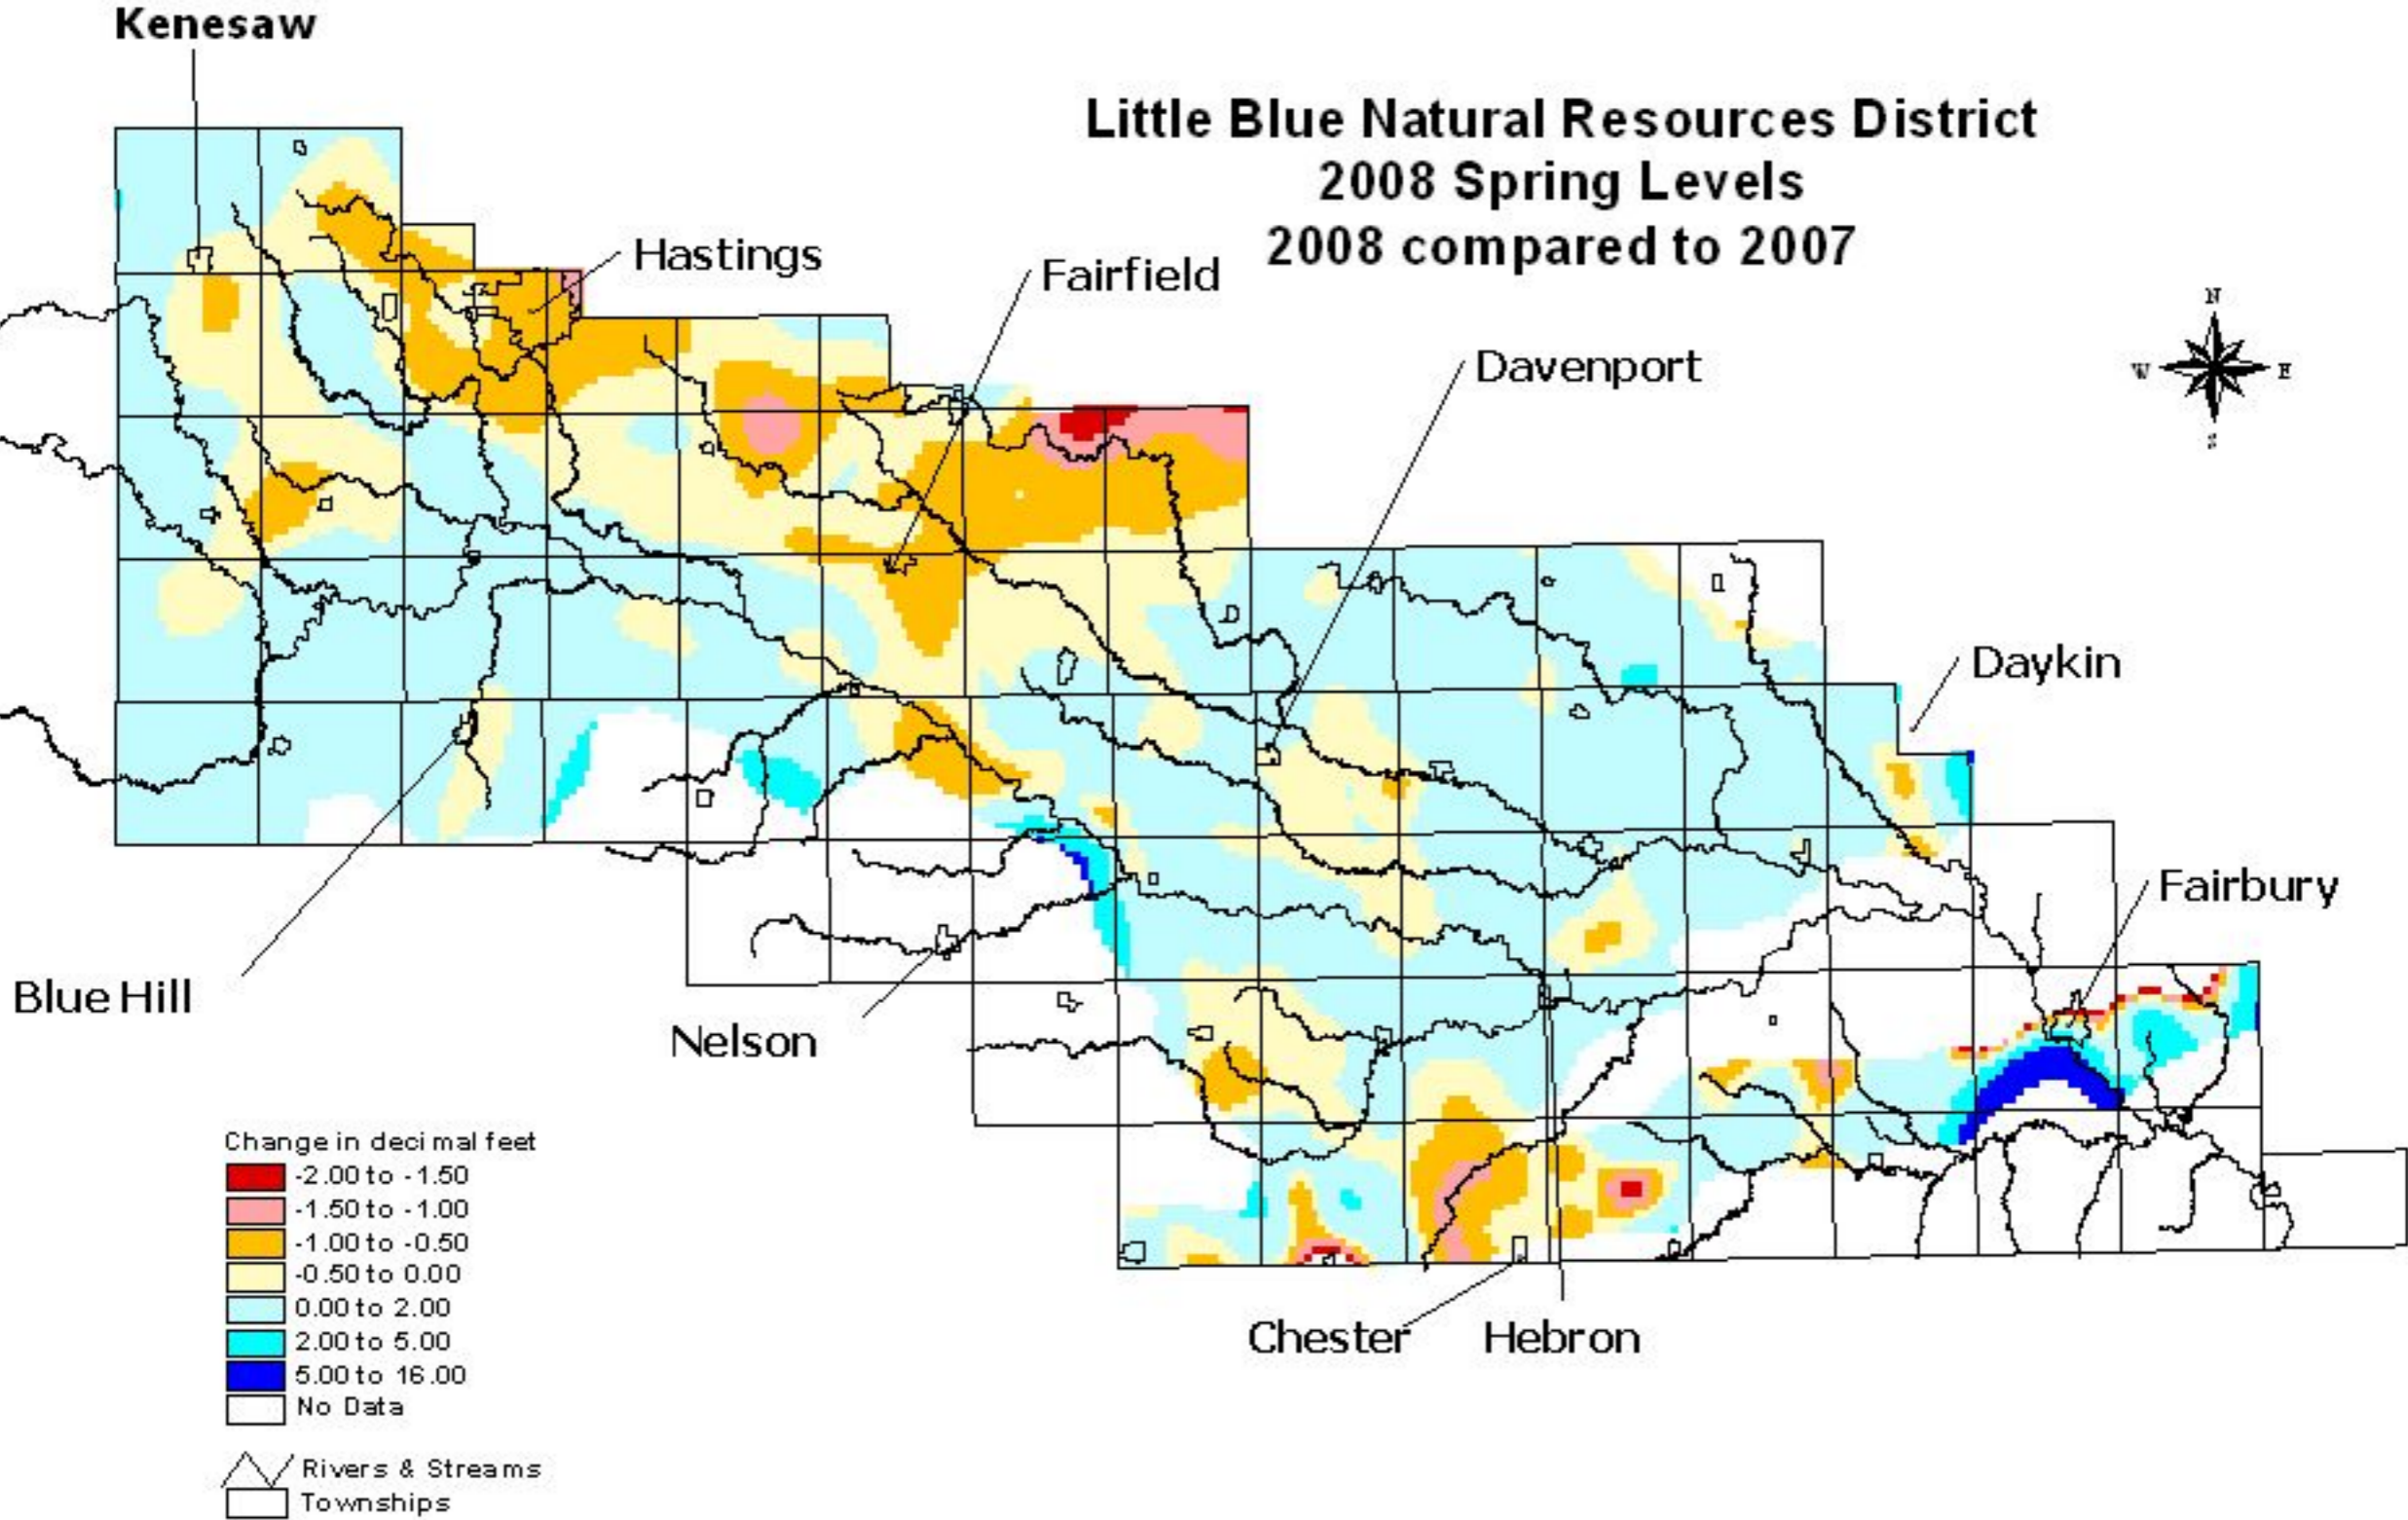 Kenesaw
Little Blue Natural Resources District
2008 Spring Levels
2008 compared to 2007
Hastings
Fairfield
Davenport
N
W
E
S
Daykin
Fairbury
Blue Hill
Nelson
Chester
Hebron
Change in decimal feet
-2.00 to -1.50
-1.50 to -1.00
-1.00 to -0.50
-0.50 to 0.00
0.00 to 2.00
2.00 to 5.00
5.00 to 16.00
No Data
Rivers & Streams
Townships